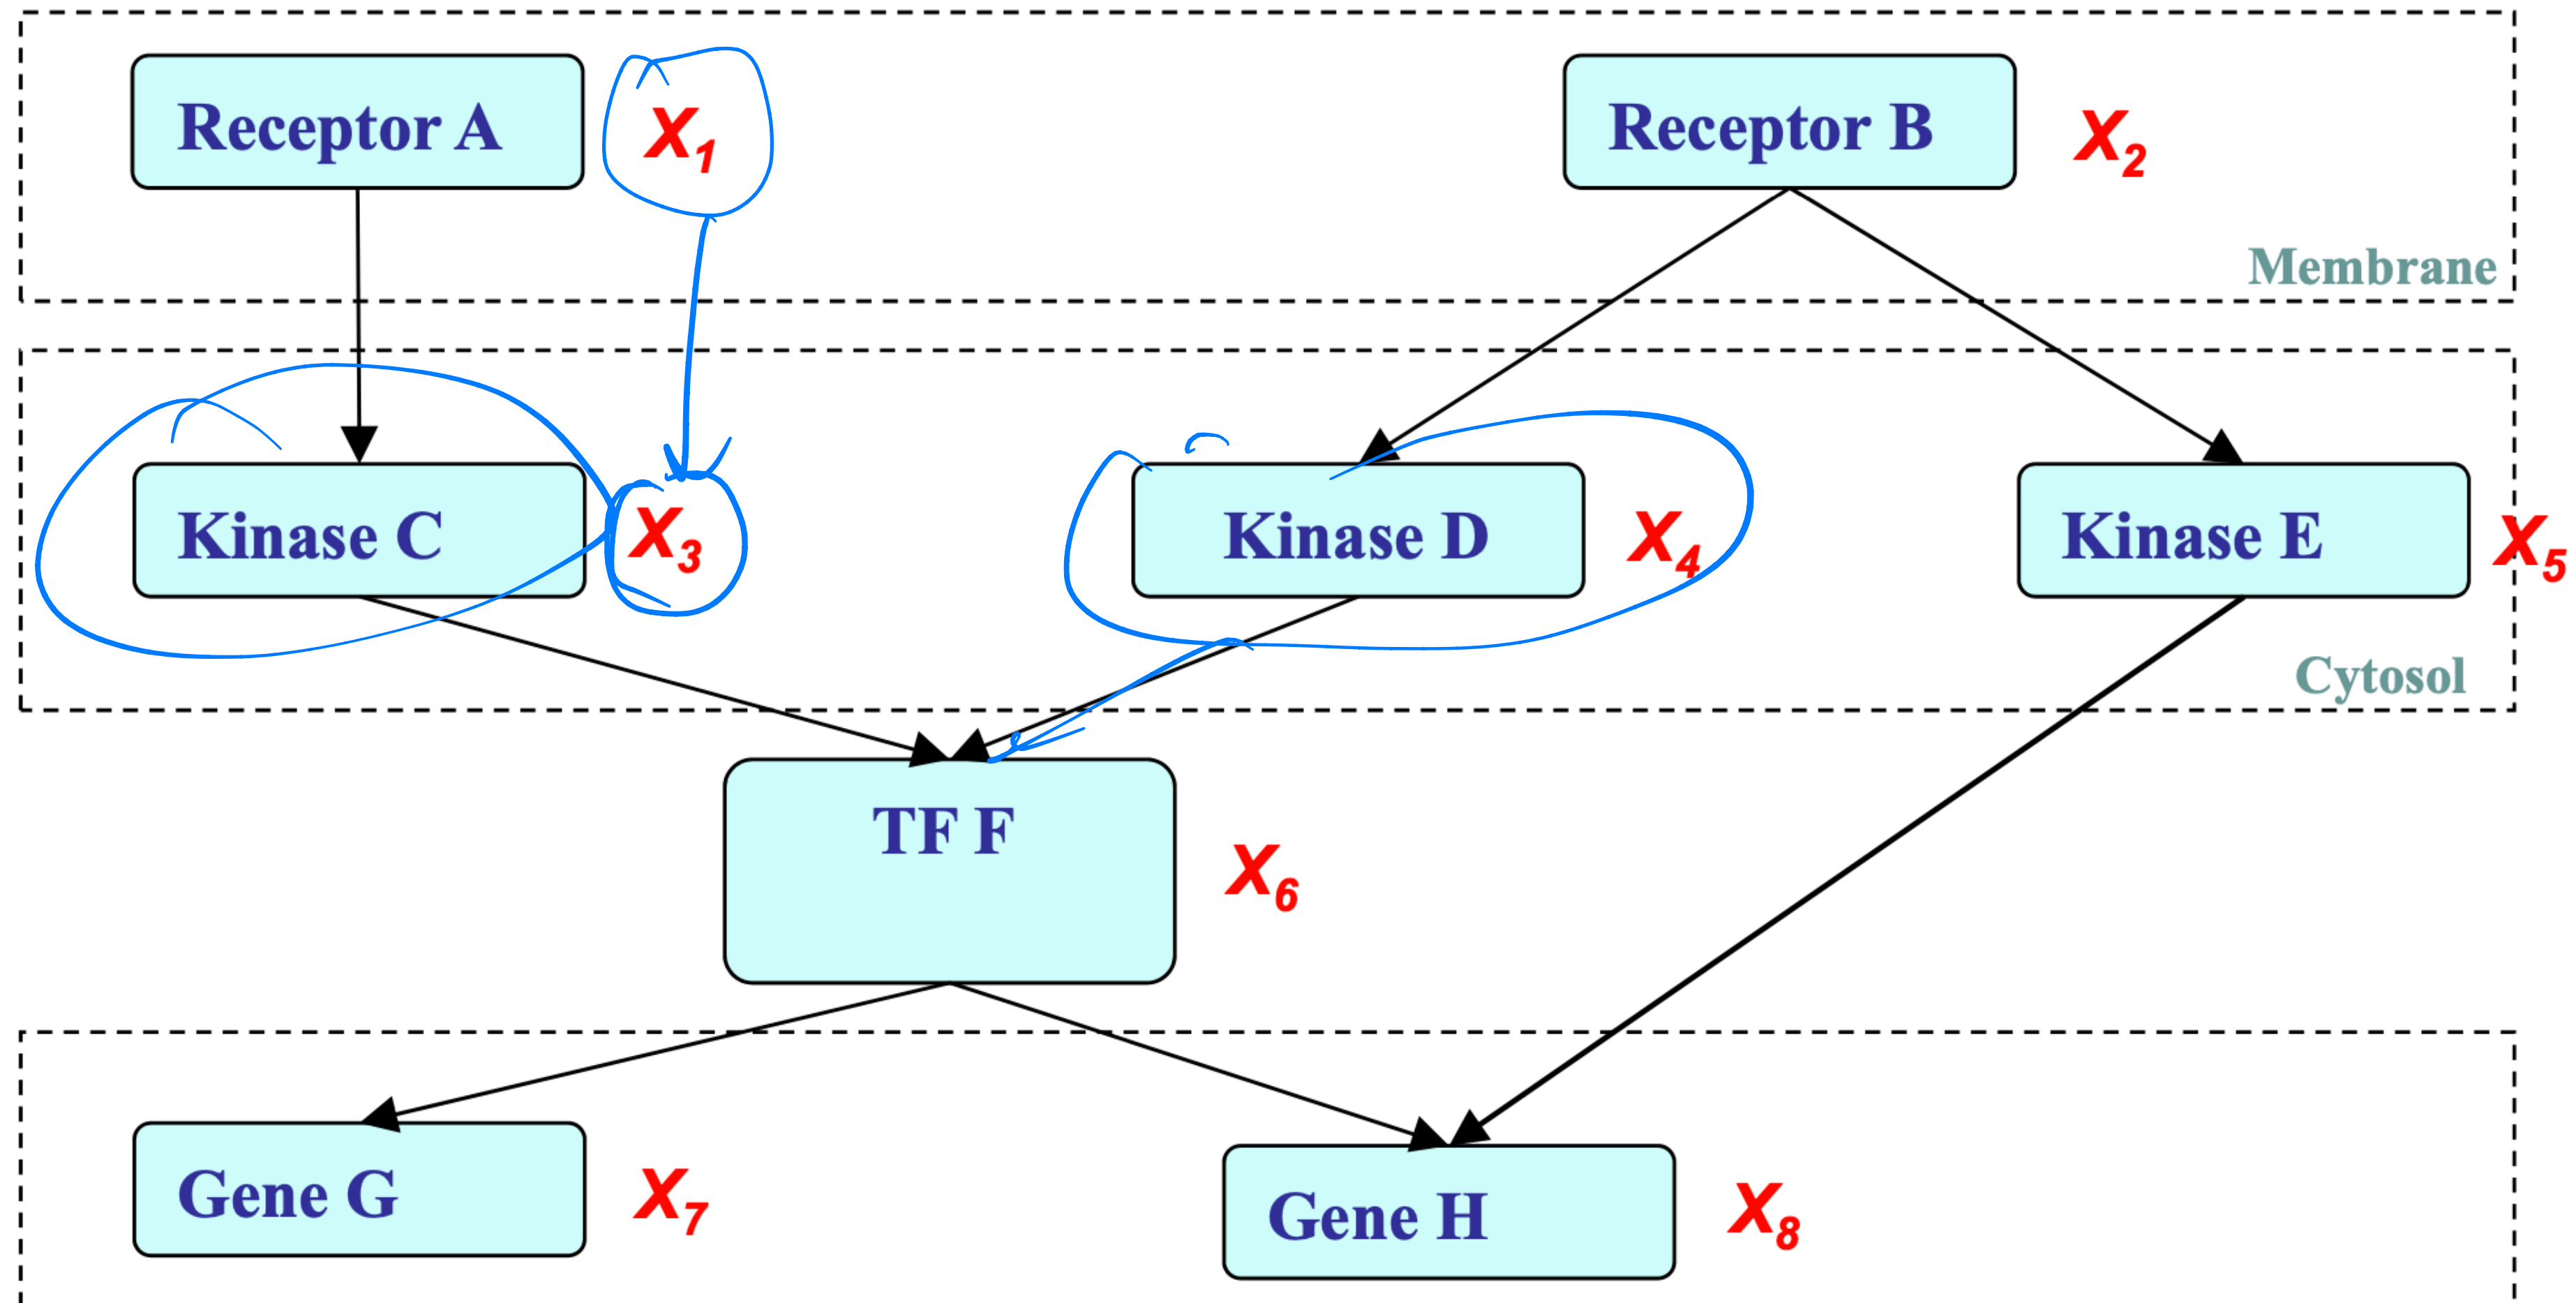 Receptor A X1 Receptor B X2
Membrane
Kinase C X3 Kinase D X4 Kinase E X5
Cytosol
TF F
X6
Gene G X7 Gene H X8